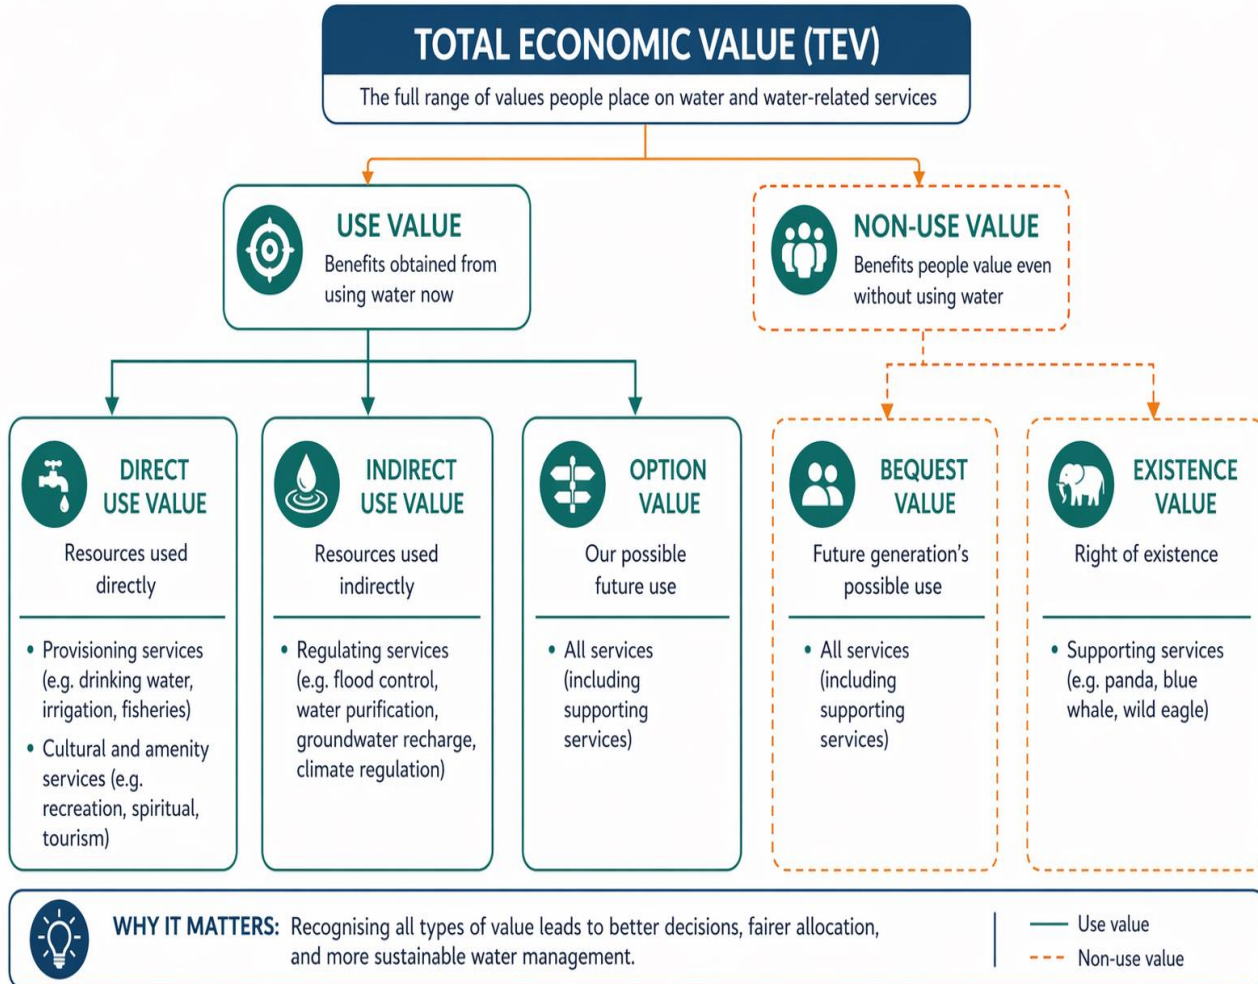 TOTAL ECONOMIC VALUE (TEV)
The full range of values people place on water and water-related services
USE VALUE
Benefits obtained from
using water now
NON-USE VALUE
Benefits people value even
without using water
DIRECT
USE VALUE
Resources used
directly
• Provisioning services
(e.g. drinking water,
irrigation, fisheries)
• Cultural and amenity
services (e.g.
recreation, spiritual,
tourism)
INDIRECT
USE VALUE
Resources used
indirectly
• Regulating services
(e.g. flood control,
water purification,
groundwater recharge,
climate regulation)
OPTION
VALUE
Our possible
future use
• All services
(including
supporting
services)
BEQUEST
VALUE
Future generation's
possible use
• All services
(including
supporting
services)
EXISTENCE
VALUE
Right of existence
• Supporting services
(e.g. panda, blue
whale, wild eagle)
WHY IT MATTERS: Recognising all types of value leads to better decisions, fairer allocation,
and more sustainable water management.
Use value
Non-use value